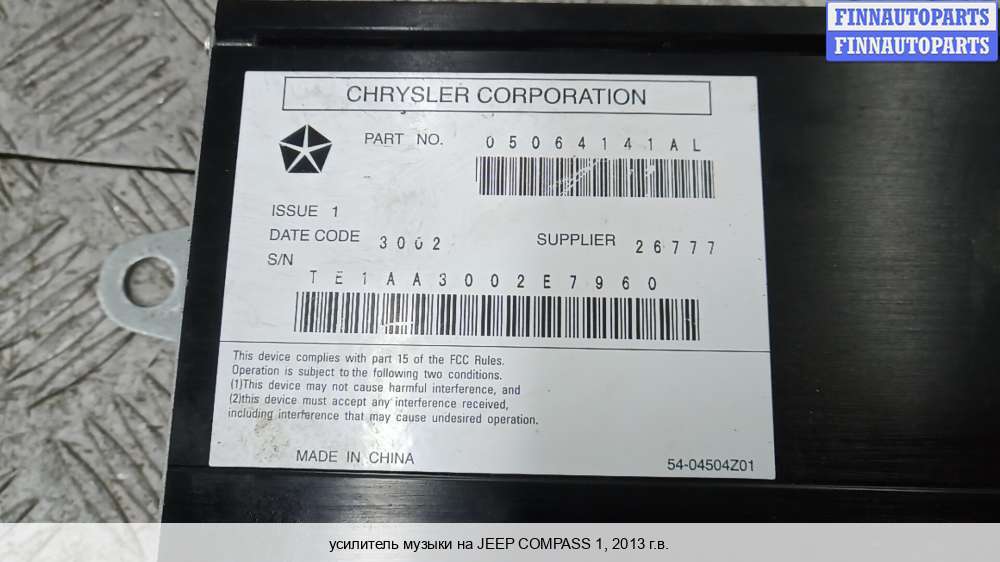 FINNAUTOPARTS
FINNAUTOPARTS
CHRYSLER CORPORATION
PART NO. 05064141AL
ISSUE 1
DATE CODE 3002 SUPPLIER 26777
S/N
TE1AA3002E7960
This device complies with part 15 of the FCC Rules.
Operation is subject to the following two conditions.
(1)This device may not cause harmful interference, and
(2)this device must accept any interference received,
including interference that may cause undesired operation.
MADE IN CHINA 54-04504Z01
усилитель музыки на JEEP COMPASS 1, 2013 г.в.